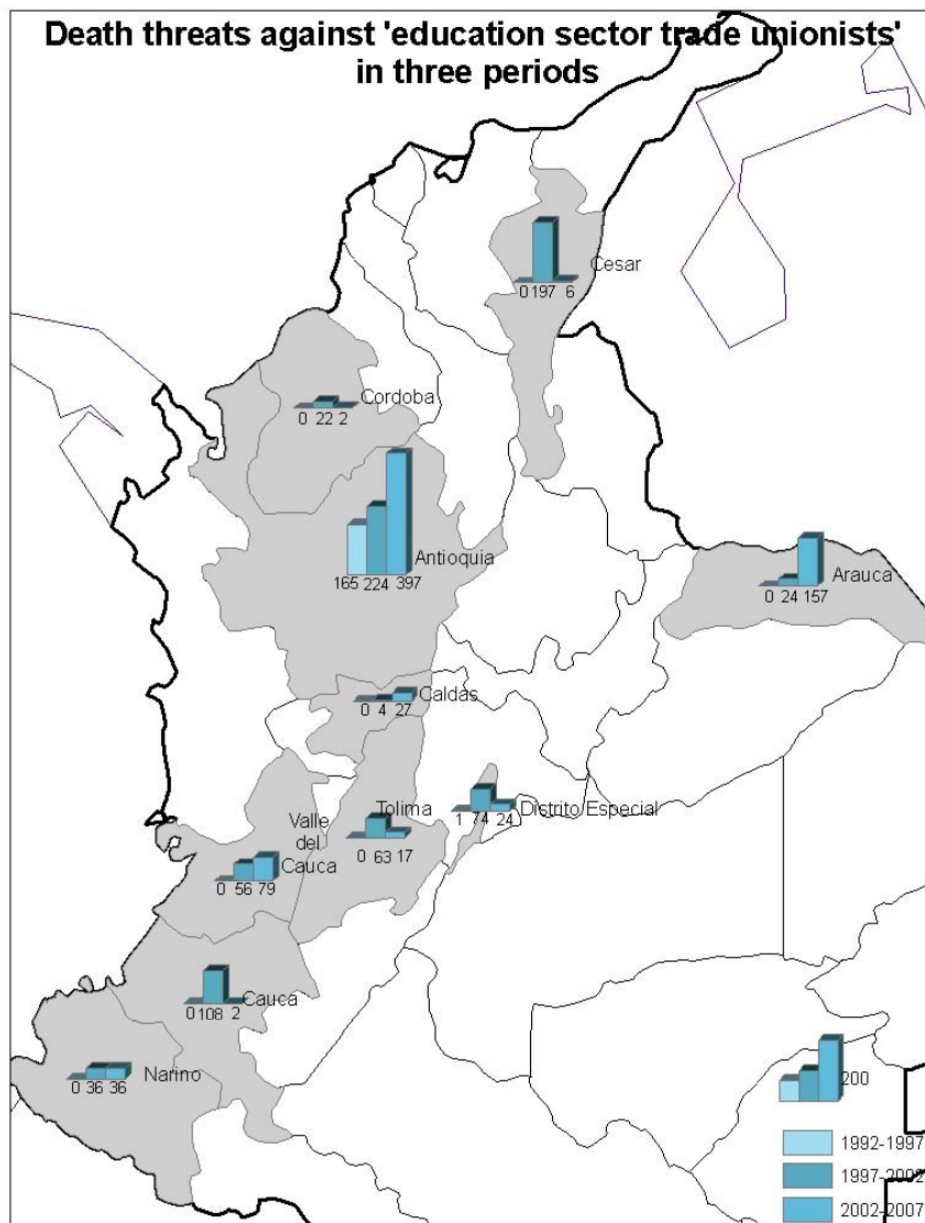 Death threats against 'education sector trade unionists'
in three periods
Cesar
0 197 6
Cordoba
0 22 2
Antioquia
165 224 397
Arauca
0 24 157
Caldas
0 4 27
Distrito Especial
1 74 24
Tolima
0 63 17
Valle
del
Cauca
0 56 79
Cauca
0 108 2
Narino
0 36 36
200
1992-1997
1997-2002
2002-2007